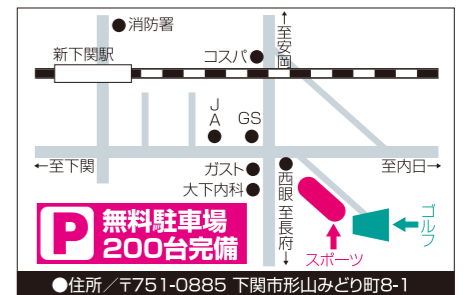 ●消防署
↑至安岡
新下関駅
コスパ●
JA
●
GS
●
←至下関
ガスト●
大下内科●
●西眼
至長府↓
至内日→
P
無料駐車場
200台完備
スポーツ
ゴルフ
●住所／〒751-0885 下関市形山みどり町8-1